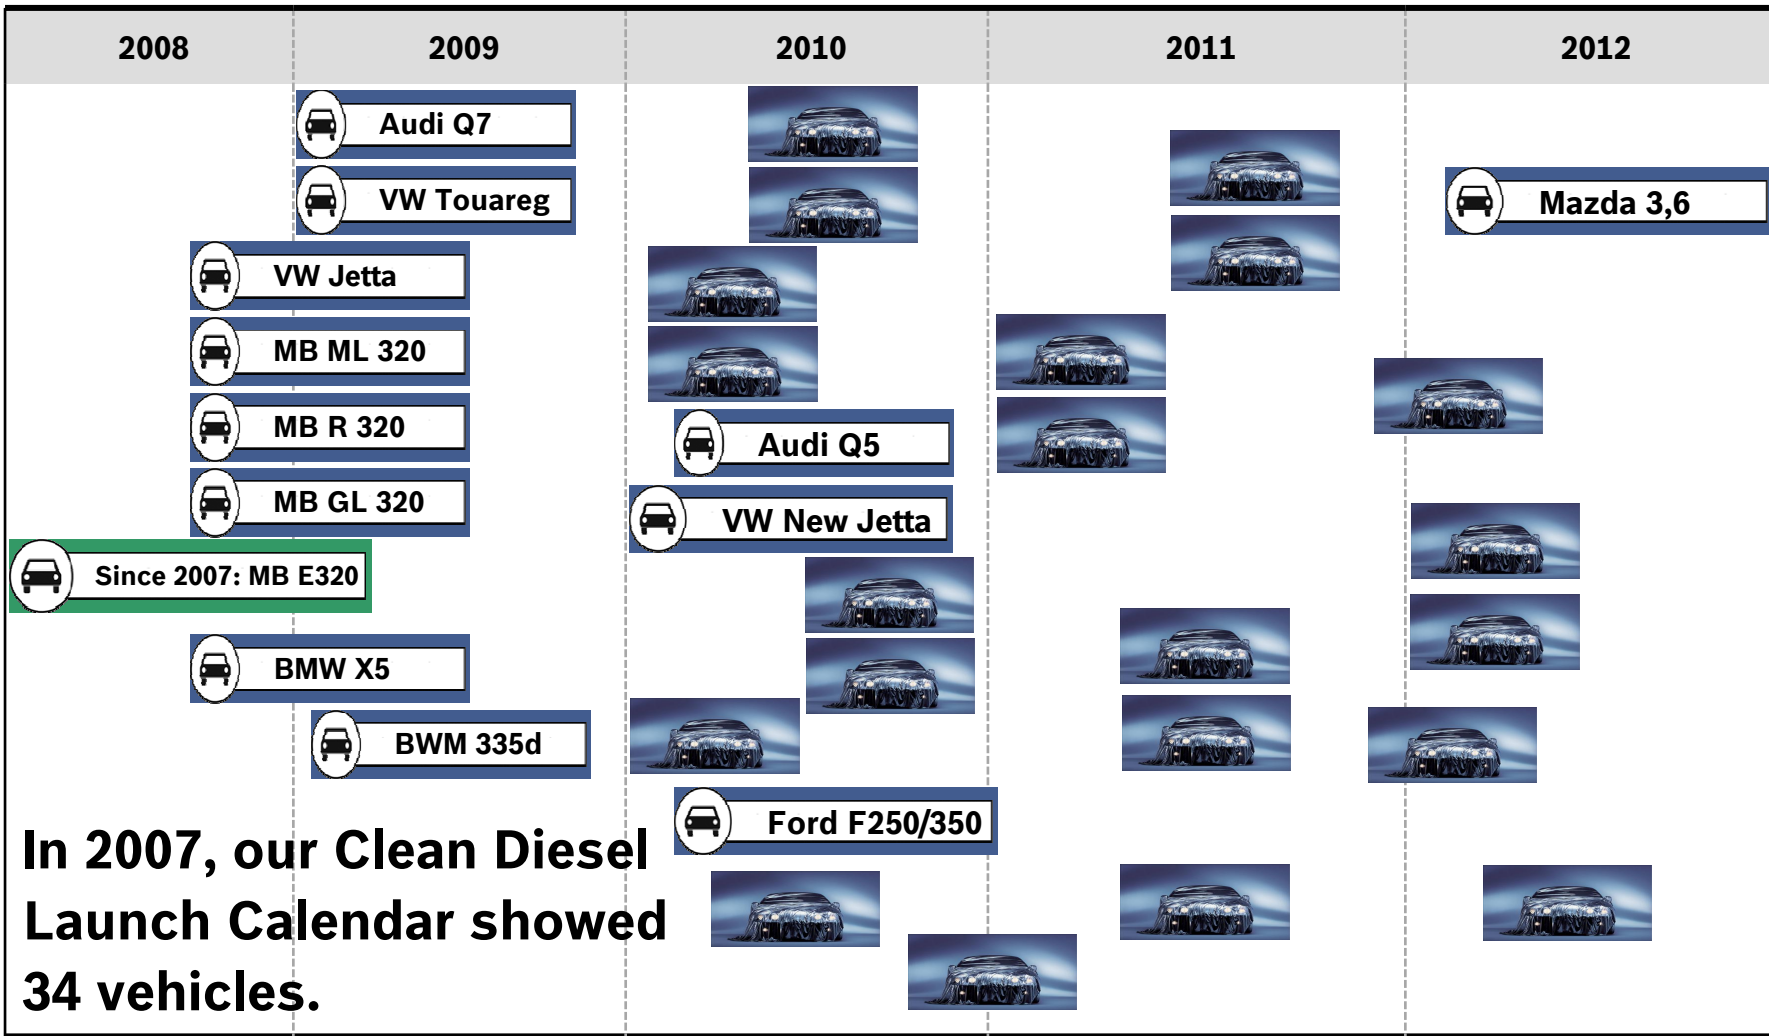 2008 2009 2010 2011 2012
Audi Q7
VW Touareg
Mazda 3,6
VW Jetta
MB ML 320
MB R 320
Audi Q5
MB GL 320
VW New Jetta
Since 2007: MB E320
BMW X5
BWM 335d
Ford F250/350
In 2007, our Clean Diesel
Launch Calendar showed
34 vehicles.